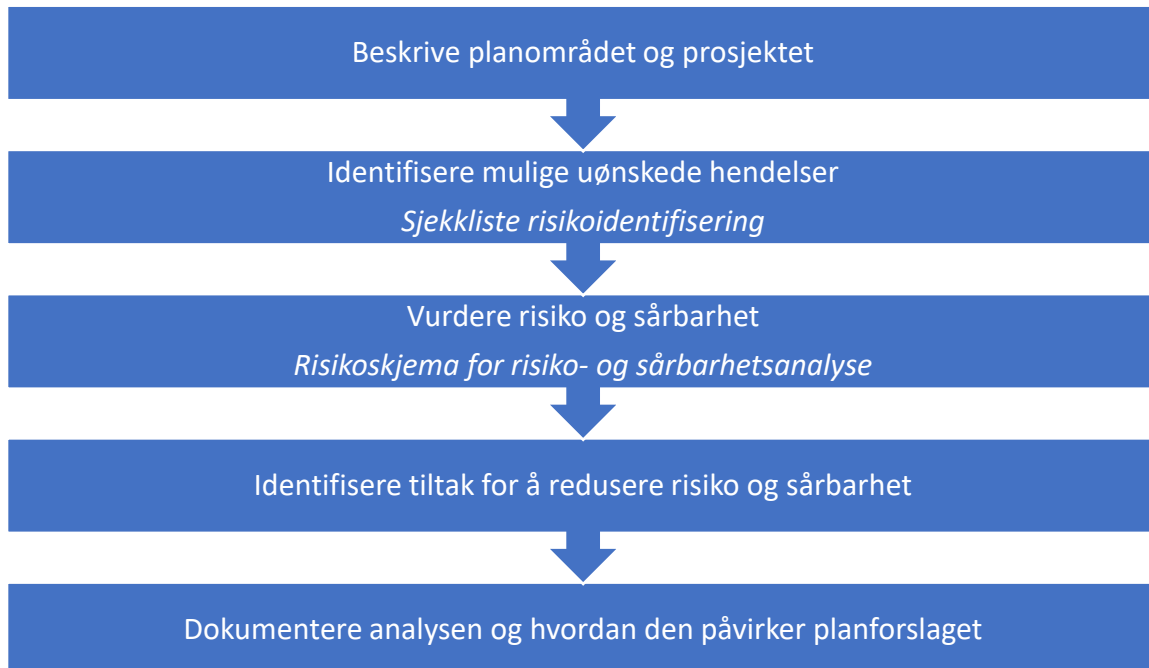 Beskrive planområdet og prosjektet
Identifisere mulige uønskede hendelser
Sjekkliste risikoidentifisering
Vurdere risiko og sårbarhet
Risikoskjema for risiko- og sårbarhetsanalyse
Identifisere tiltak for å redusere risiko og sårbarhet
Dokumentere analysen og hvordan den påvirker planforslaget